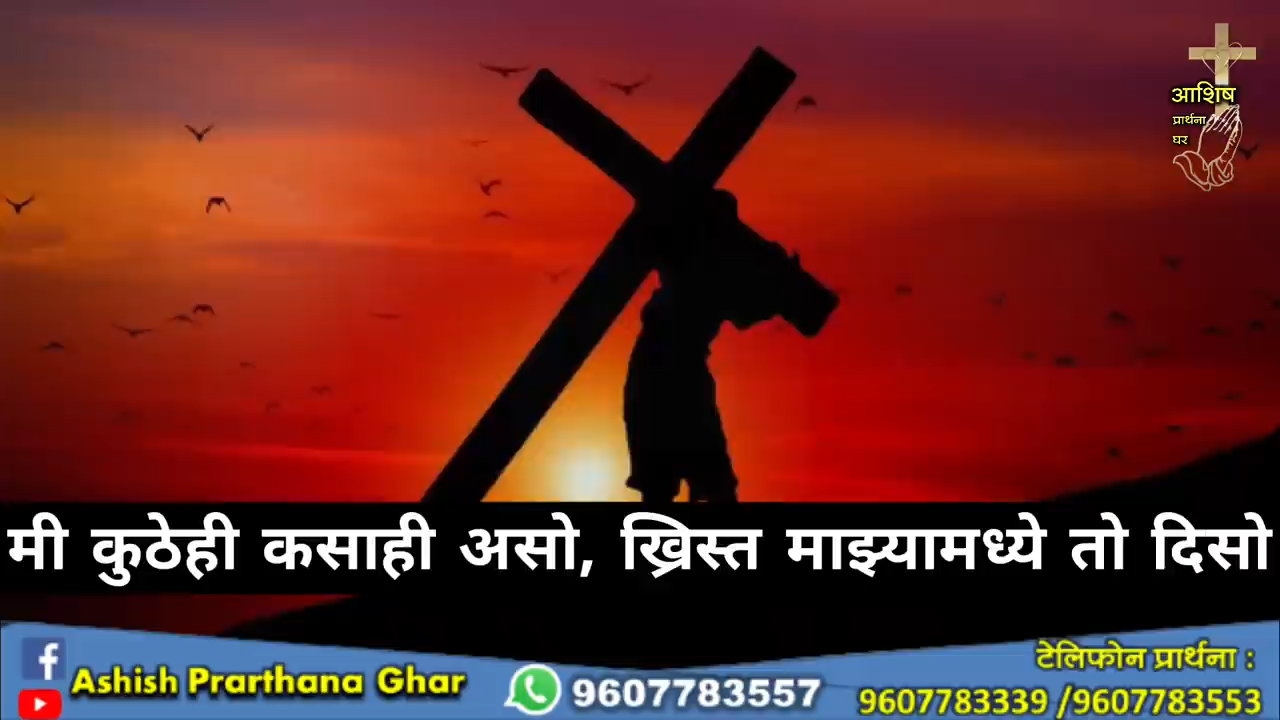 आशिष
प्रार्थना
घर
मी कुठेही कसाही असो, ख्रिस्त माझ्यामध्ये तो दिसो
टेलिफोन प्रार्थना :
Ashish Prarthana Ghar
9607783557
9607783339 /9607783553